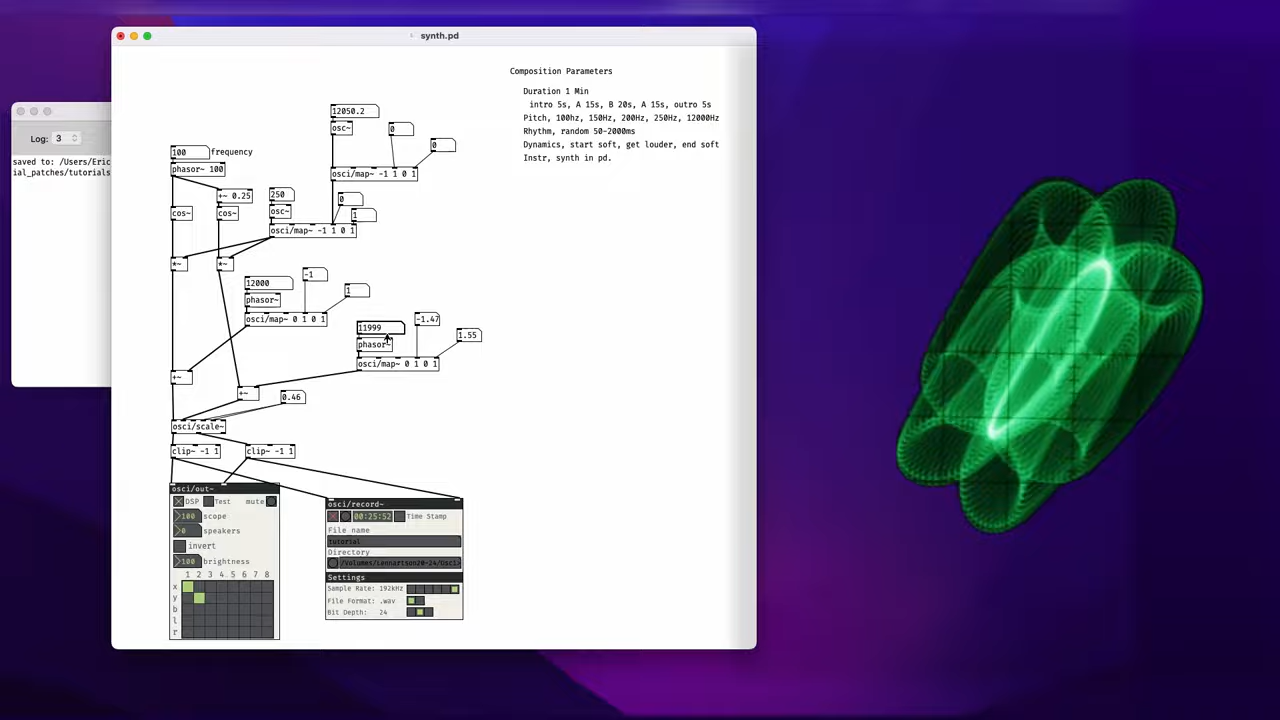 synth.pd
Log: 3
saved to: /Users/Eric
ial_patches/tutorials
Composition Parameters
Duration 1 Min
intro 5s, A 15s, B 20s, A 15s, outro 5s
Pitch, 100hz, 150Hz, 200Hz, 250Hz, 12000Hz
Rhythm, random 50-2000ms
Dynamics, start soft, get louder, end soft
Instr, synth in pd.
12050.2
osc~
0
0
100 frequency
phasor~ 100
osci/map~ -1 1 0 1
+~ 0.25
250
0
cos~
cos~
osc~
1
osci/map~ -1 1 0 1
*~
*~
12000
-1
phasor~
1
osci/map~ 0 1 0 1
11999
-1.47
phasor~
1.55
osci/map~ 0 1 0 1
+~
+~
0.46
osci/scale~
clip~ -1 1
clip~ -1 1
osci/out~
DSP Test mute
100 scope
0 speakers
invert
100 brightness
1 2 3 4 5 6 7 8
x
y
b
l
r
osci/record~
00:25:52 Time Stamp
File name
tutorial
Directory
Settings
Sample Rate: 192kHz
File Format: .wav
Bit Depth: 24